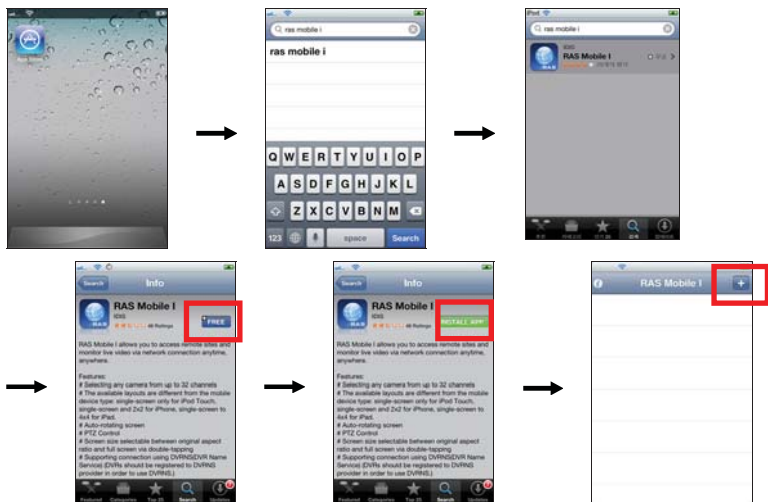 App Store
ras mobile i
ras mobile i
Q W E R T Y U I O P
A S D F G H J K L
Z X C V B N M
123
space
Search
iPod
ras mobile i
RAS Mobile I
Search
Info
RAS Mobile I
IDIS
48 Ratings
FREE
RAS
RAS Mobile I allows you to access remote sites and
monitor live video via network connection anytime,
anywhere.
Features:
# Selecting any camera from up to 32 channels
# The available layouts are different from the mobile
device type: single-screen only for iPod Touch,
single-screen and 2x2 for iPhone, single-screen to
4x4 for iPad.
# Auto-rotating screen
# PTZ Control
# Screen size selectable between original aspect
ratio and full screen via double-tapping
# Supporting connection using DVRNS(DVR Name
Service) (DVRs should be registered to DVRNS
provider in order to use DVRNS.)
Featured
Categories
Top 25
Search
Updates
Search
Info
RAS Mobile I
IDIS
48 Ratings
INSTALL APP
RAS
RAS Mobile I allows you to access remote sites and
monitor live video via network connection anytime,
anywhere.
Features:
# Selecting any camera from up to 32 channels
# The available layouts are different from the mobile
device type: single-screen only for iPod Touch,
single-screen and 2x2 for iPhone, single-screen to
4x4 for iPad.
# Auto-rotating screen
# PTZ Control
# Screen size selectable between original aspect
ratio and full screen via double-tapping
# Supporting connection using DVRNS(DVR Name
Service) (DVRs should be registered to DVRNS
provider in order to use DVRNS.)
Featured
Categories
Top 25
Search
Updates
RAS Mobile I
+